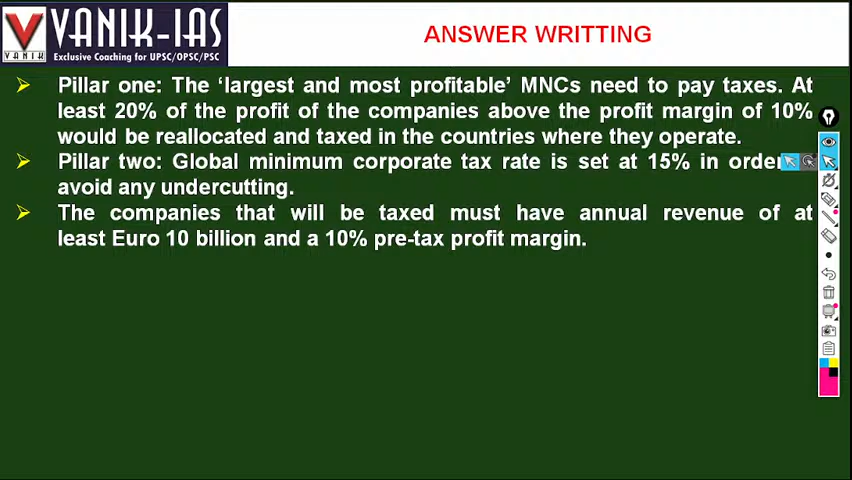 VANIK-IAS
VANIK
Exclusive Coaching for UPSC/OPSC/PSC
ANSWER WRITTING
Pillar one: The ‘largest and most profitable’ MNCs need to pay taxes. At
least 20% of the profit of the companies above the profit margin of 10%
would be reallocated and taxed in the countries where they operate.
Pillar two: Global minimum corporate tax rate is set at 15% in order
avoid any undercutting.
The companies that will be taxed must have annual revenue of at
least Euro 10 billion and a 10% pre-tax profit margin.